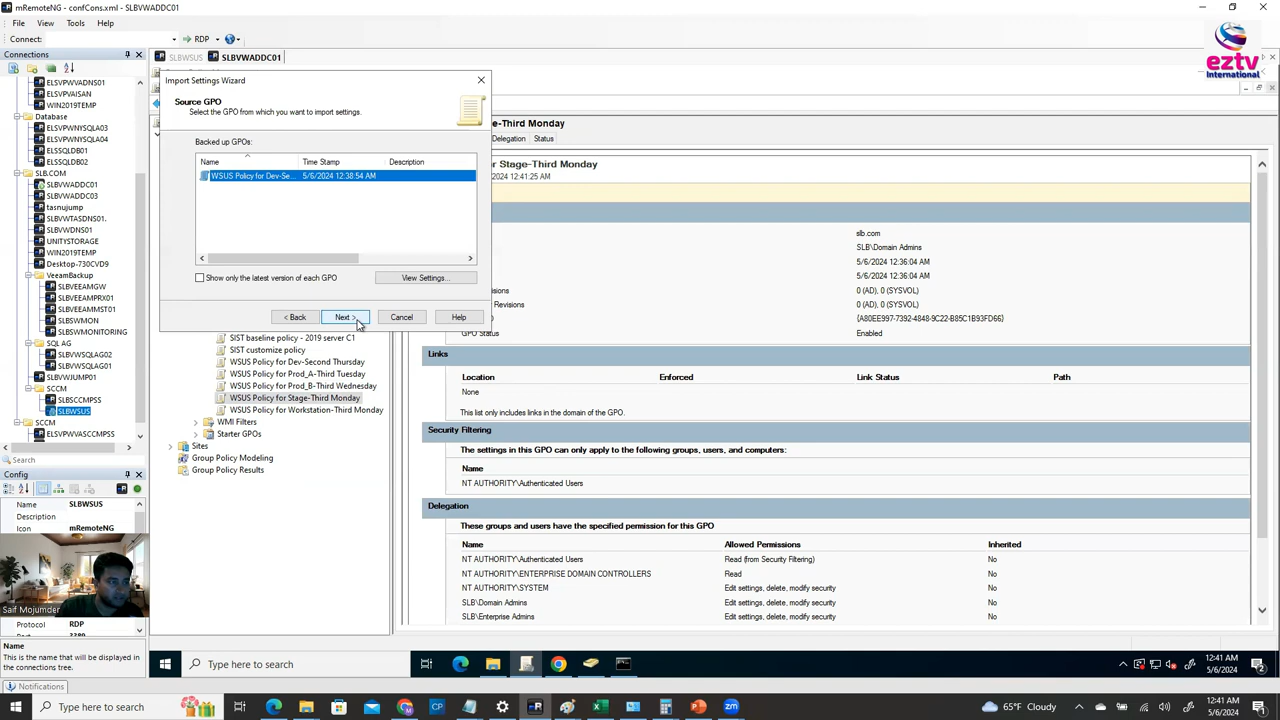 mRemoteNG - confCons.xml - SLBVWADDC01
File View Tools Help
Connect: RDP
Connections
SLBWSUS SLBVWADDC01
eztv
International
ELSVPWVADNS01
ELSVPVAISAN
WIN2019TEMP
Database
ELSVPWNYSQLA03
ELSVPWNYSQLA04
ELSSQLDB01
ELSSQLDB02
SLB.COM
SLBVWADDC01
SLBVWADDC03
tasnujump
SLBVWTASDNS01.
SLBVWDNS01
UNITYSTORAGE
WIN2019TEMP
Desktop-730CVD9
VeeamBackup
SLBVEEAMGW
SLBVEEAMPRX01
SLBVEEAMMST01
SLBVSWMON
SLBVSWMONITORING
SQL AG
SLBVWSQLAG02
SLBVWSQLAG01
SLBVWJUMP01
SCCM
SLBSCCMPSS
SLBWSUS
SCCM
ELSVPWVASCCMPSS
Search
Config
Name SLBWSUS
Description
Icon mRemoteNG
Saif Mojumder
Protocol RDP
Port 3389
Name
This is the name that will be displayed in the connections tree.
Notifications
Import Settings Wizard
Source GPO
Select the GPO from which you want to import settings.
Backed up GPOs:
Name Time Stamp Description
WSUS Policy for Dev-Se... 5/6/2024 12:38:54 AM
Show only the latest version of each GPO View Settings...
< Back Next > Cancel Help
SIST baseline policy - 2019 server C1
SIST customize policy
WSUS Policy for Dev-Second Thursday
WSUS Policy for Prod_A-Third Tuesday
WSUS Policy for Prod_B-Third Wednesday
WSUS Policy for Stage-Third Monday
WSUS Policy for Workstation-Third Monday
WMI Filters
Starter GPOs
Sites
Group Policy Modeling
Group Policy Results
e-Third Monday
Delegation Status
r Stage-Third Monday
2024 12:41:25 AM
slb.com
SLB\Domain Admins
5/6/2024 12:36:04 AM
5/6/2024 12:36:04 AM
isions 0 (AD), 0 (SYSVOL)
Revisions 0 (AD), 0 (SYSVOL)
{A80EE997-7392-4848-9C22-B85C1B993FD66}
GPO Status Enabled
Links
Location Enforced Link Status Path
None
This list only includes links in the domain of the GPO.
Security Filtering
The settings in this GPO can only apply to the following groups, users, and computers:
Name
NT AUTHORITY\Authenticated Users
Delegation
These groups and users have the specified permission for this GPO
Name Allowed Permissions Inherited
NT AUTHORITY\Authenticated Users Read (from Security Filtering) No
NT AUTHORITY\ENTERPRISE DOMAIN CONTROLLERS Read No
NT AUTHORITY\SYSTEM Edit settings, delete, modify security No
SLB\Domain Admins Edit settings, delete, modify security No
SLB\Enterprise Admins Edit settings, delete, modify security No
Type here to search
12:41 AM
5/6/2024
2
Type here to search
65°F Cloudy
12:41 AM
5/6/2024
1